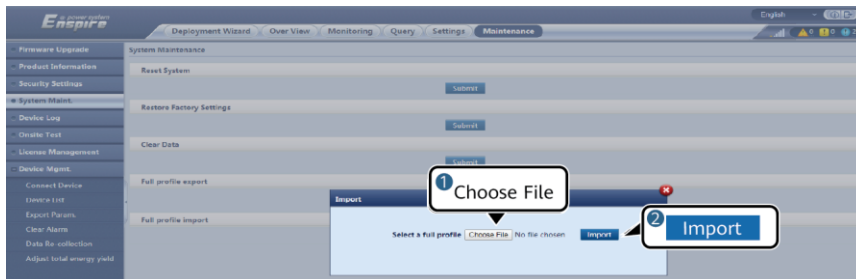 English
Enspire
Deployment Wizard
Over View
Monitoring
Query
Settings
Maintenance
Firmware Upgrade
Product Information
Security Settings
System Maint.
Device Log
Onsite Test
License Management
Device Mgmt.
Connect Device
Device List
Export Param.
Clear Alarm
Data Re-collection
Adjust total energy yield
System Maintenance
Reset System
Submit
Restore Factory Settings
Submit
Clear Data
Submit
Full profile export
Full profile import
Import
Select a full profile Choose File No file chosen Import
1
Choose File
2
Import